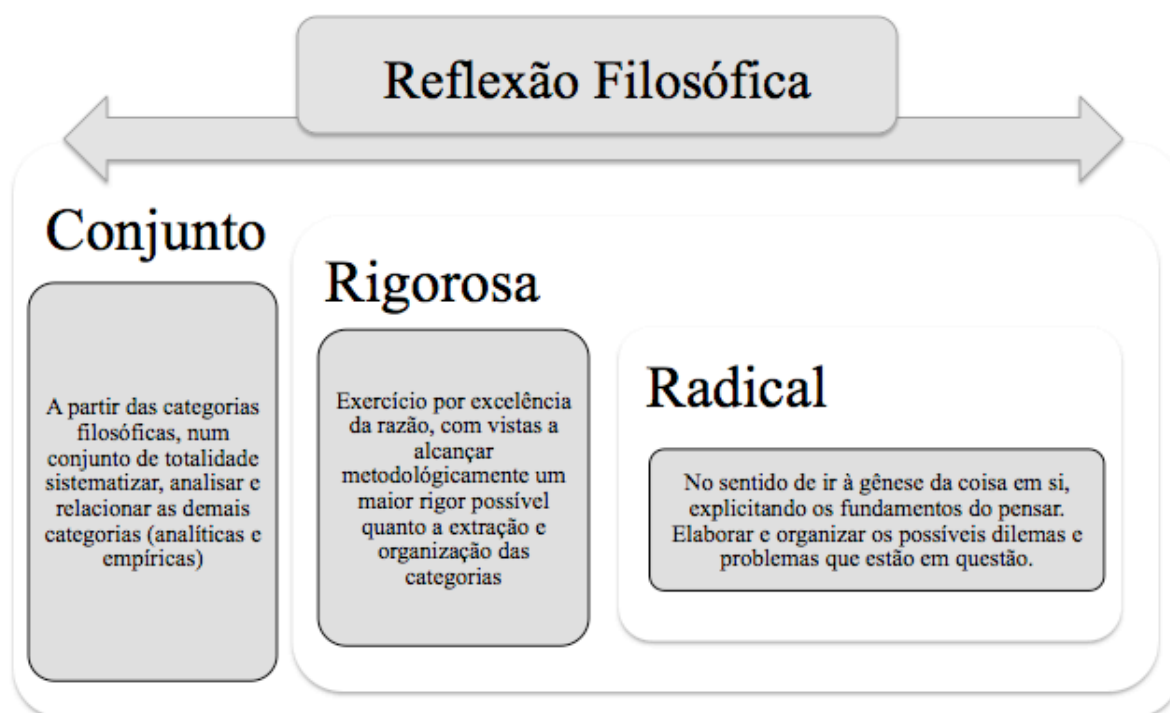 Reflexão Filosófica
Conjunto
A partir das categorias
filosóficas, num
conjunto de totalidade
sistematizar, analisar e
relacionar as demais
categorias (analíticas e
empíricas)
Rigorosa
Exercício por excelência
da razão, com vistas a
alcançar
metodológicamente um
maior rigor possível
quanto a extração e
organização das
categorias
Radical
No sentido de ir à gênese da coisa em si,
explicitando os fundamentos do pensar.
Elaborar e organizar os possíveis dilemas e
problemas que estão em questão.